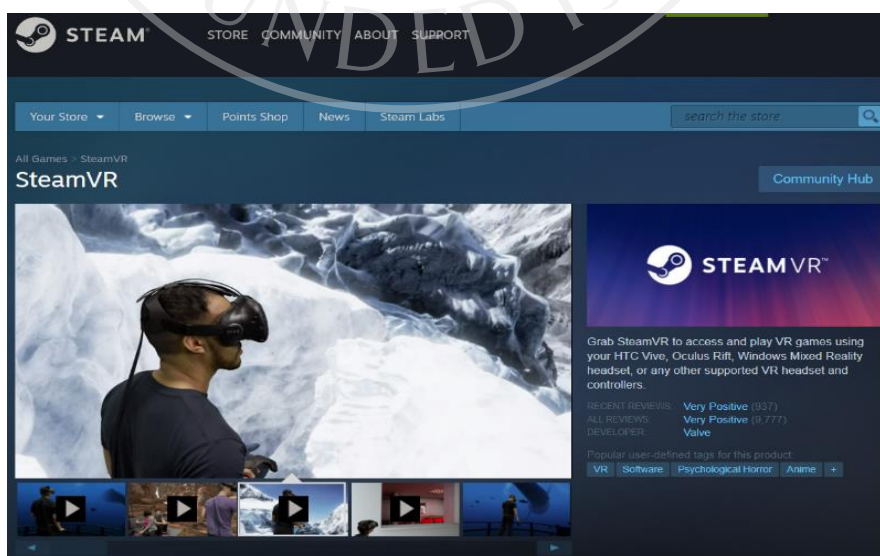 UNDED
STEAM®
STORE COMMUNITY ABOUT SUPPORT
Your Store Browse Points Shop News Steam Labs
search the store
All Games > SteamVR
SteamVR
Community Hub
STEAMVR™
Grab SteamVR to access and play VR games using
your HTC Vive, Oculus Rift, Windows Mixed Reality
headset, or any other supported VR headset and
controllers.
RECENT REVIEWS: Very Positive (937)
ALL REVIEWS: Very Positive (9,777)
DEVELOPER: Valve
Popular user-defined tags for this product:
VR Software Psychological Horror Anime +